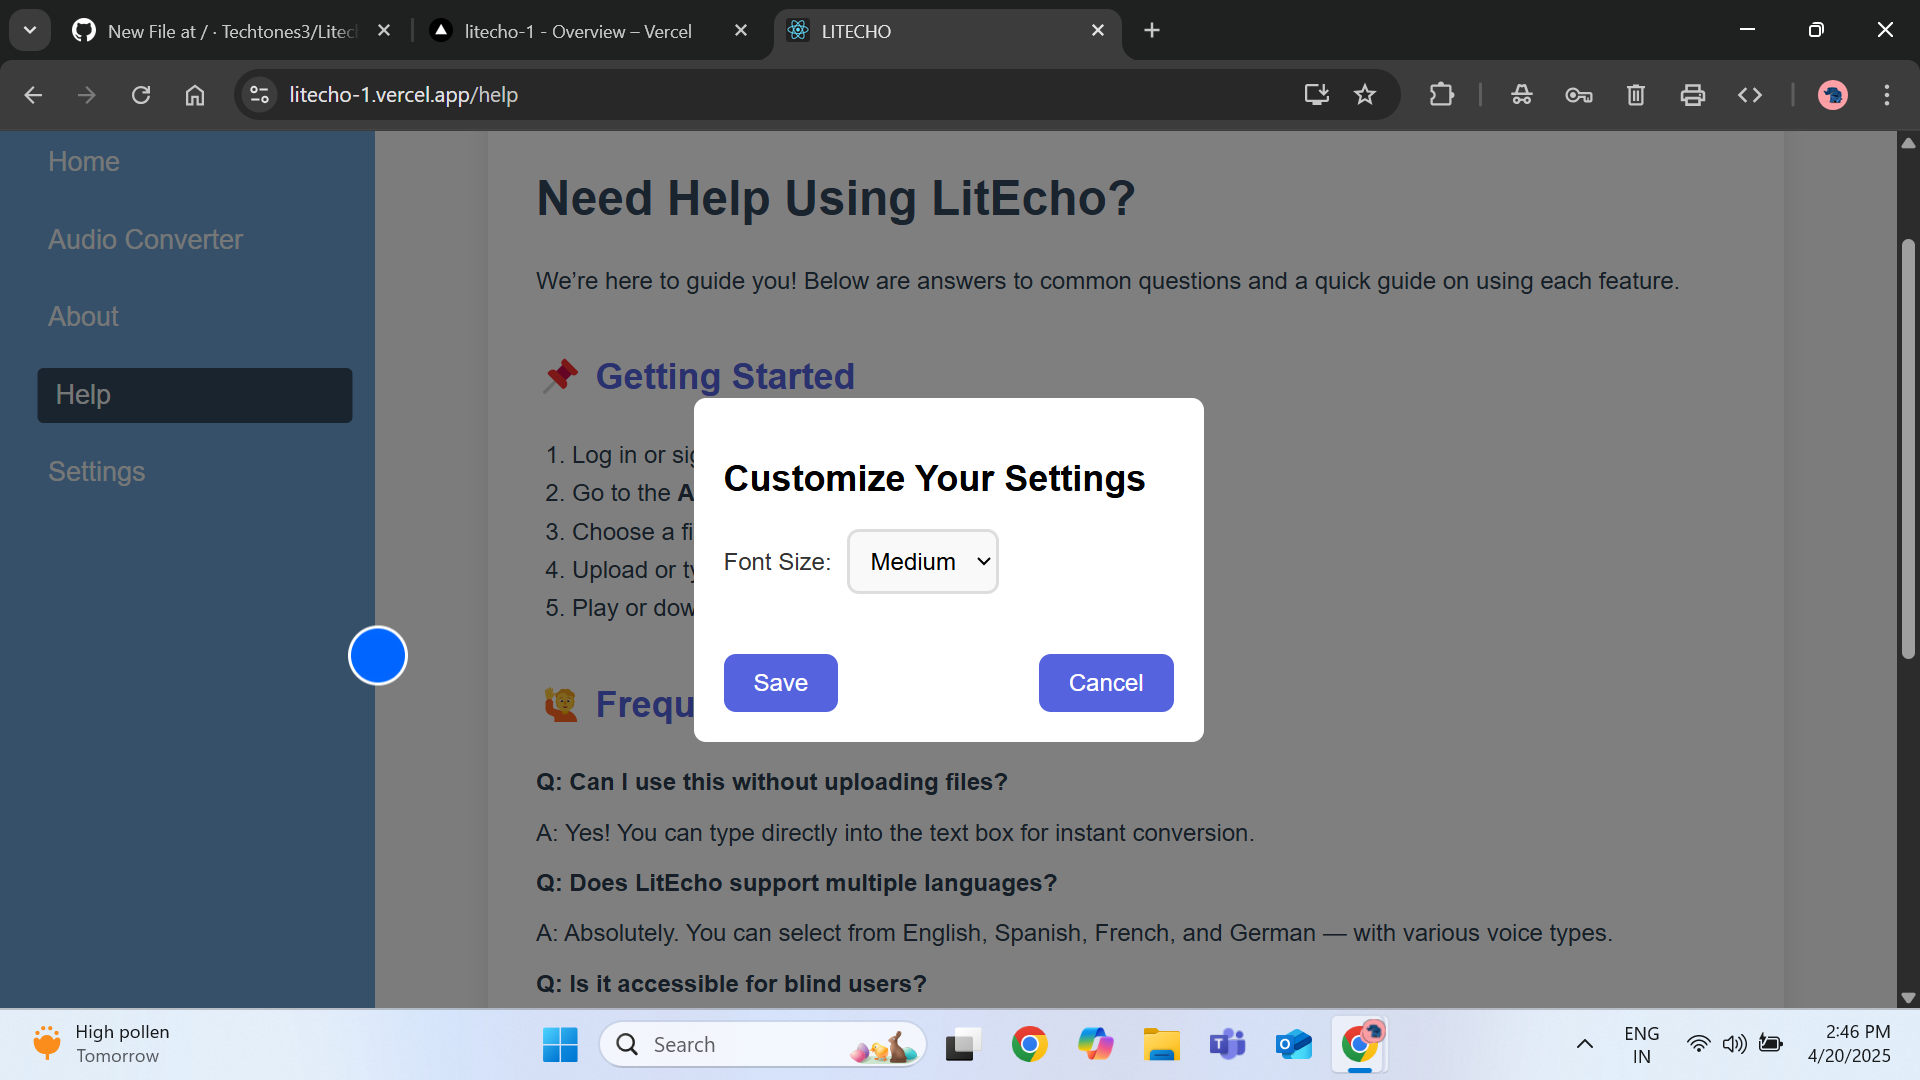 New File at / · Techtones3/Litec
litecho-1 - Overview – Vercel
LITECHO
litecho-1.vercel.app/help
Home
Audio Converter
About
Help
Settings
Need Help Using LitEcho?
We’re here to guide you! Below are answers to common questions and a quick guide on using each feature.
📌 Getting Started
1. Log in or sig
2. Go to the A
3. Choose a fi
4. Upload or ty
5. Play or dow
Customize Your Settings
Font Size: Medium
Save Cancel
🙋 Frequ
Q: Can I use this without uploading files?
A: Yes! You can type directly into the text box for instant conversion.
Q: Does LitEcho support multiple languages?
A: Absolutely. You can select from English, Spanish, French, and German — with various voice types.
Q: Is it accessible for blind users?
High pollen
Tomorrow
Search
ENG
IN
2:46 PM
4/20/2025